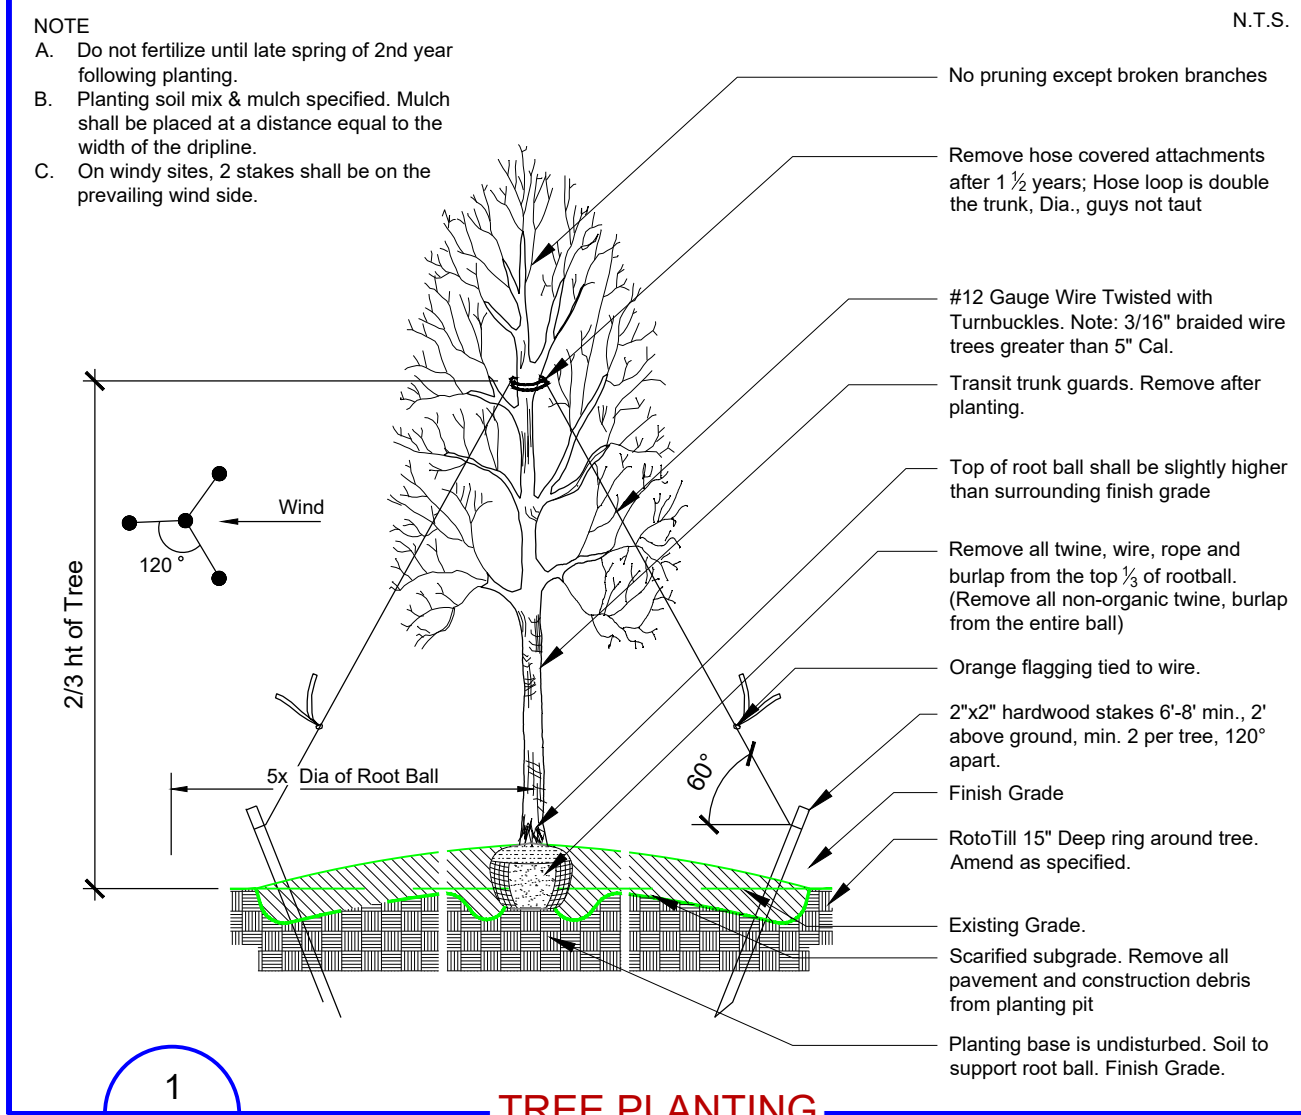 NOTE
A. Do not fertilize until late spring of 2nd year
following planting.
B. Planting soil mix & mulch specified. Mulch
shall be placed at a distance equal to the
width of the dripline.
C. On windy sites, 2 stakes shall be on the
prevailing wind side.
N.T.S.
No pruning except broken branches
Remove hose covered attachments
after 1 ½ years; Hose loop is double
the trunk, Dia., guys not taut
#12 Gauge Wire Twisted with
Turnbuckles. Note: 3/16" braided wire
trees greater than 5" Cal.
Transit trunk guards. Remove after
planting.
Top of root ball shall be slightly higher
than surrounding finish grade
Remove all twine, wire, rope and
burlap from the top ⅓ of rootball.
(Remove all non-organic twine, burlap
from the entire ball)
Orange flagging tied to wire.
2"x2" hardwood stakes 6'-8' min., 2'
above ground, min. 2 per tree, 120°
apart.
Finish Grade
RotoTill 15" Deep ring around tree.
Amend as specified.
Existing Grade.
Scarified subgrade. Remove all
pavement and construction debris
from planting pit
Planting base is undisturbed. Soil to
support root ball. Finish Grade.
Wind
120 °
2/3 ht of Tree
5x Dia of Root Ball
60°
1
TREE PLANTING